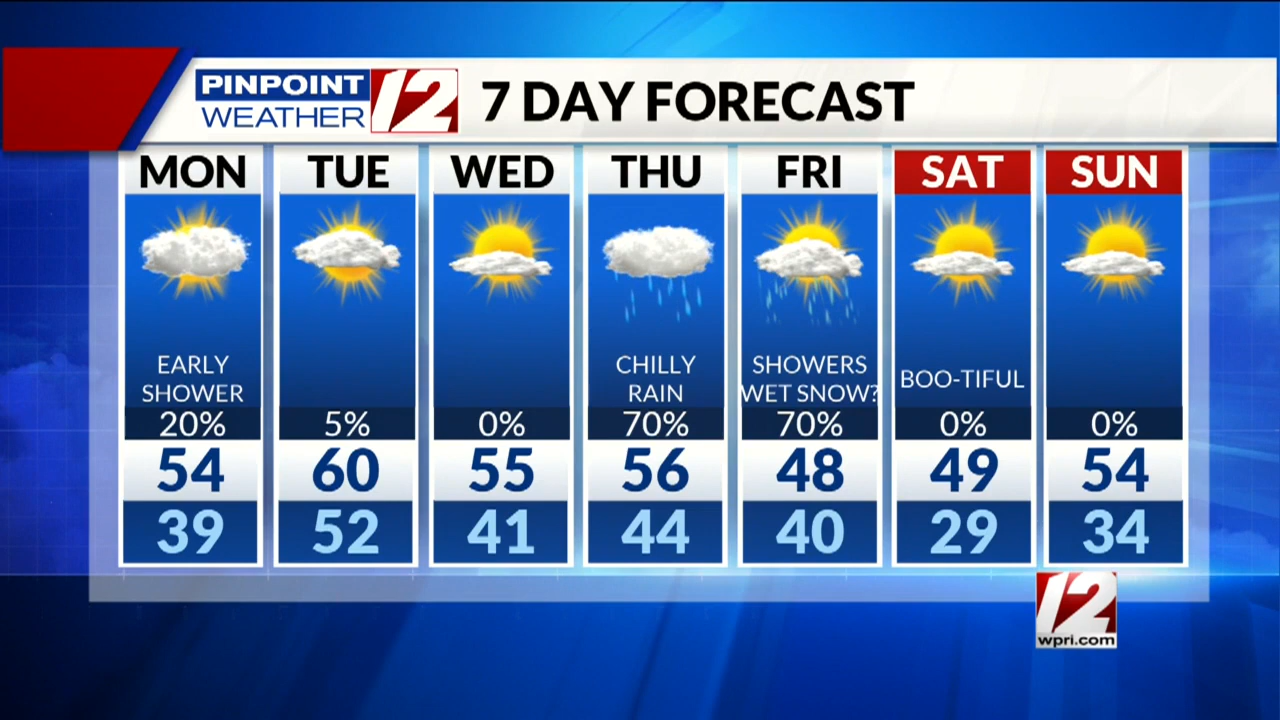 PINPOINT
WEATHER
12
7 DAY FORECAST
MON TUE WED THU FRI SAT SUN
EARLY SHOWER CHILLY RAIN SHOWERS WET SNOW? BOO-TIFUL
20% 5% 0% 70% 70% 0% 0%
54 60 55 56 48 49 54
39 52 41 44 40 29 34
12
wpri.com